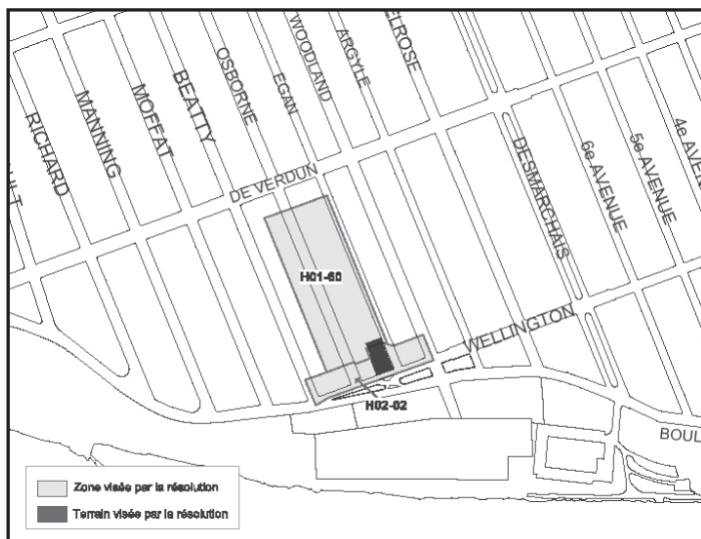 RICHARD
MANNING
MOFFAT
BEATTY
OSBORNE
EGAN
WOODLAND
ARGYLE
DESMARCHAIS
6e AVENUE
5e AVENUE
DE VERDUN
WELLINGTON
H01-60
H02-02
Zone visée par la résolution
Terrain visée par la résolution